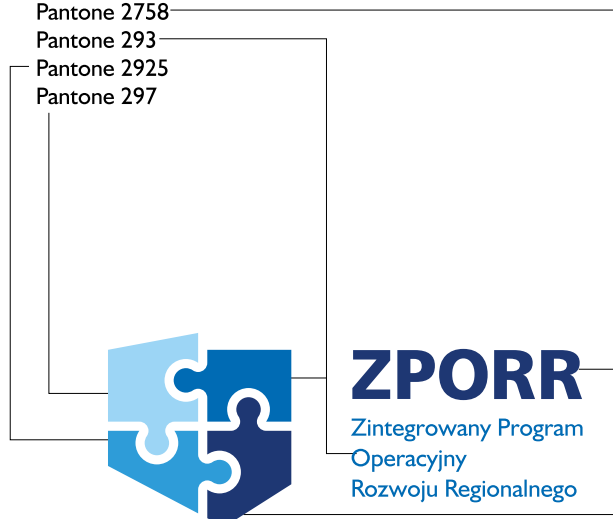 Pantone 2758
Pantone 293
Pantone 2925
Pantone 297
ZPORR
Zintegrowany Program
Operacyjny
Rozwoju Regionalnego